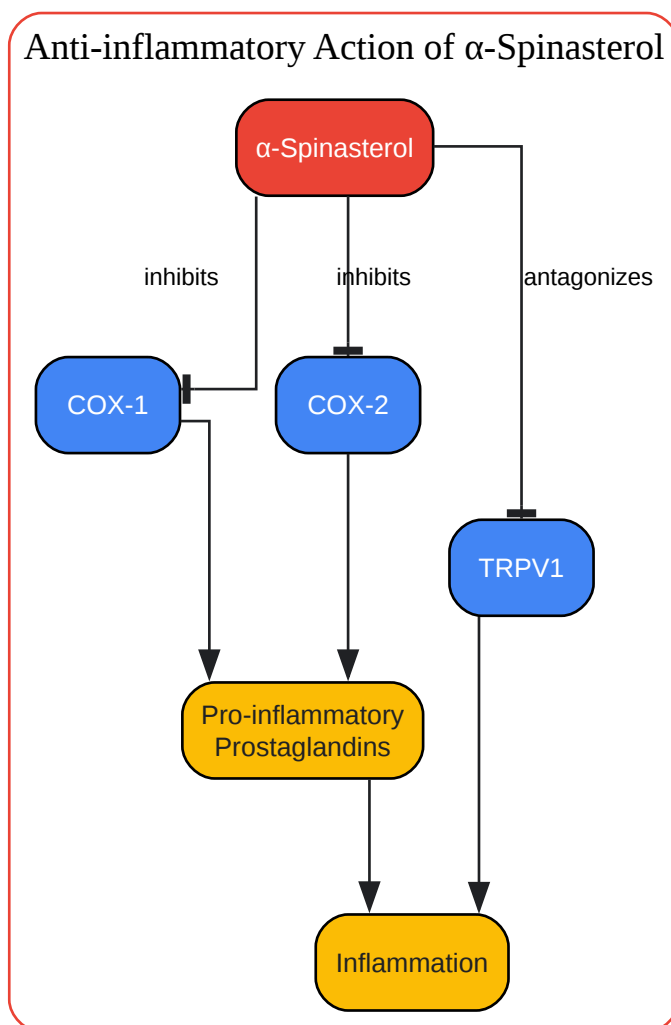 Anti-inflammatory Action of α-Spinasterol
α-Spinasterol
inhibits
inhibits
antagonizes
COX-1
COX-2
TRPV1
Pro-inflammatory
Prostaglandins
Inflammation